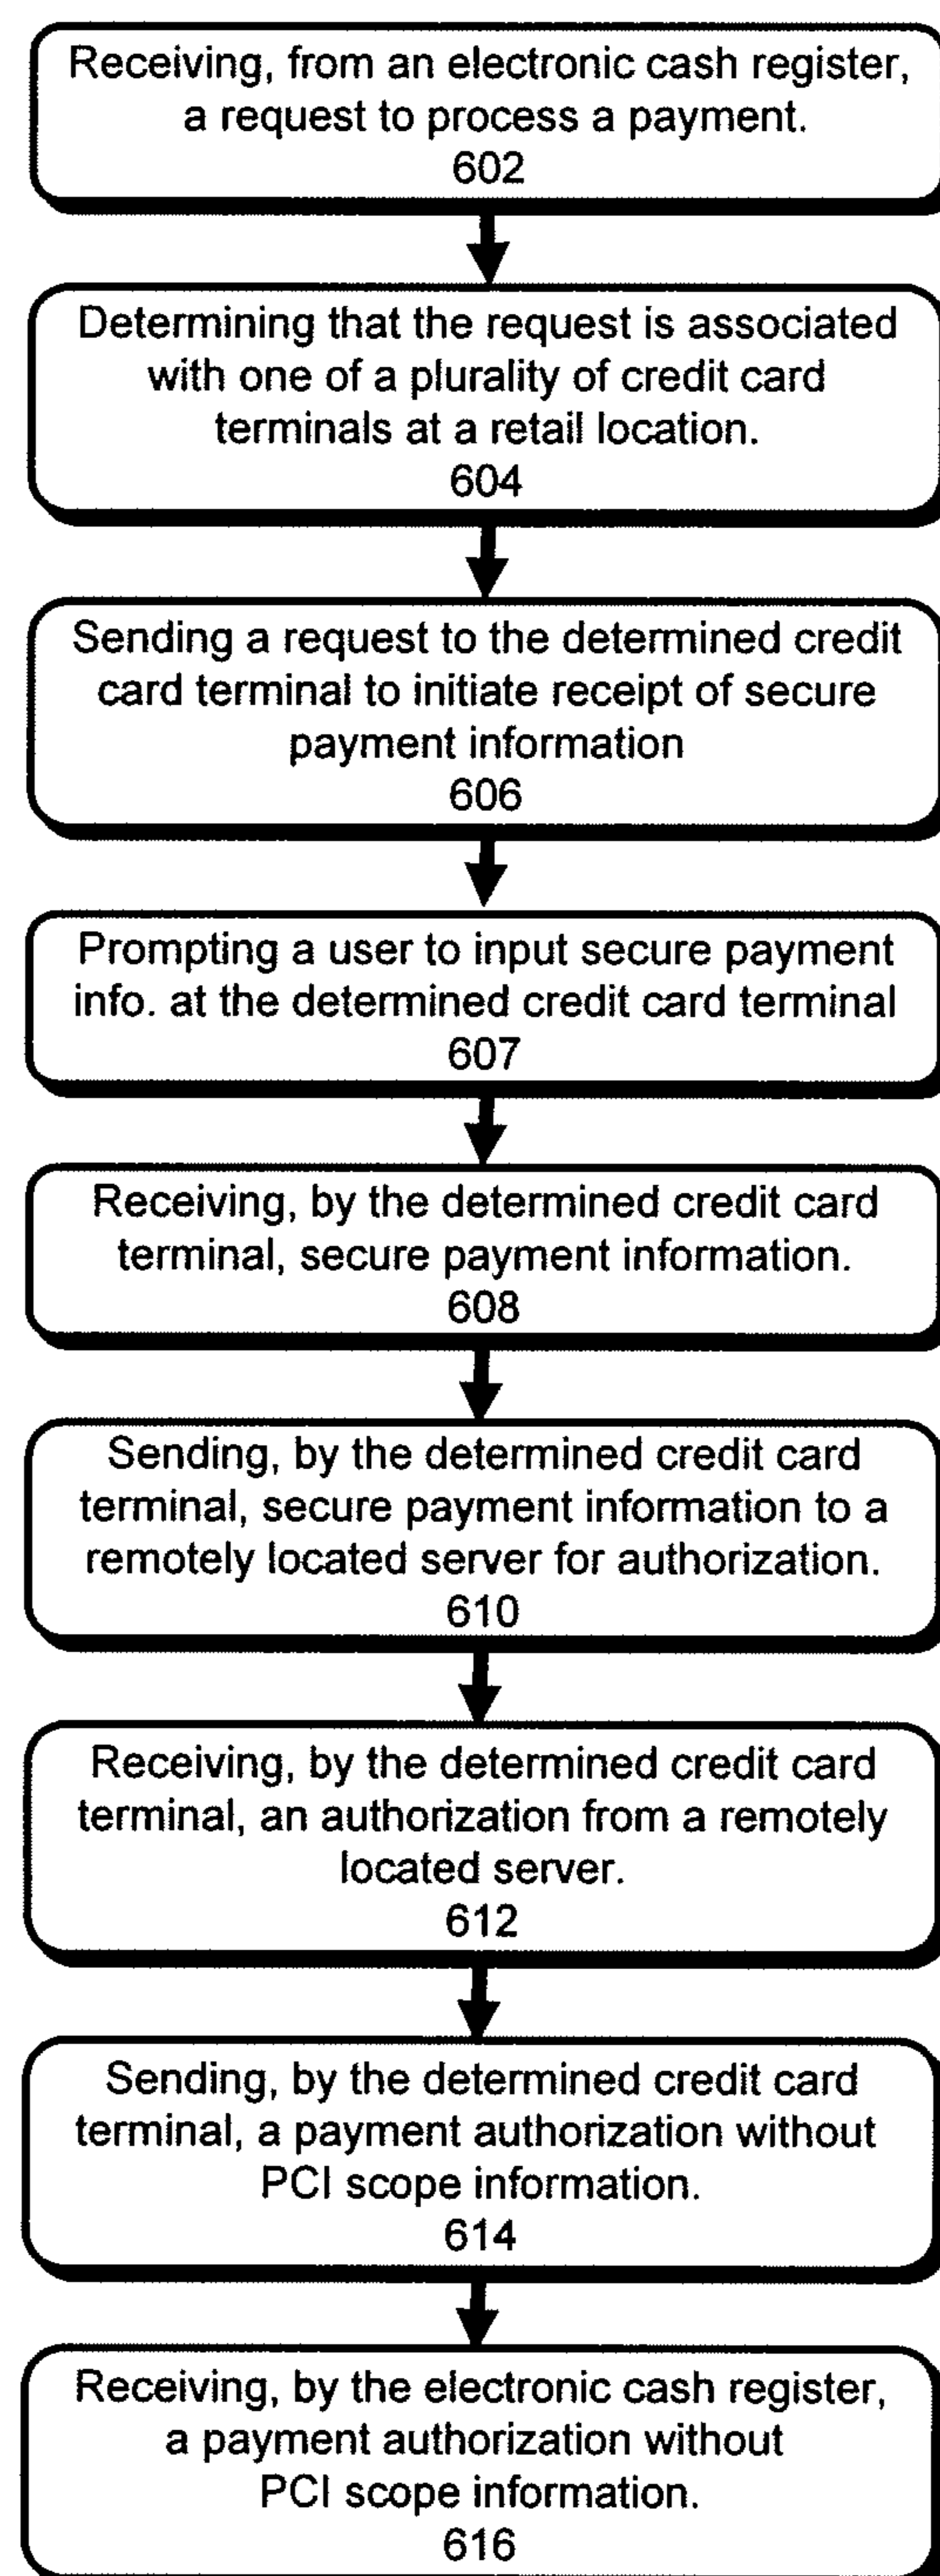 Receiving, from an electronic cash register,
a request to process a payment.
602
Determining that the request is associated
with one of a plurality of credit card
terminals at a retail location.
604
Sending a request to the determined credit
card terminal to initiate receipt of secure
payment information
606
Prompting a user to input secure payment
info. at the determined credit card terminal
607
Receiving, by the determined credit card
terminal, secure payment information.
608
Sending, by the determined credit card
terminal, secure payment information to a
remotely located server for authorization.
610
Receiving, by the determined credit card
terminal, an authorization from a remotely
located server.
612
Sending, by the determined credit card
terminal, a payment authorization without
PCI scope information.
614
Receiving, by the electronic cash register,
a payment authorization without
PCI scope information.
616